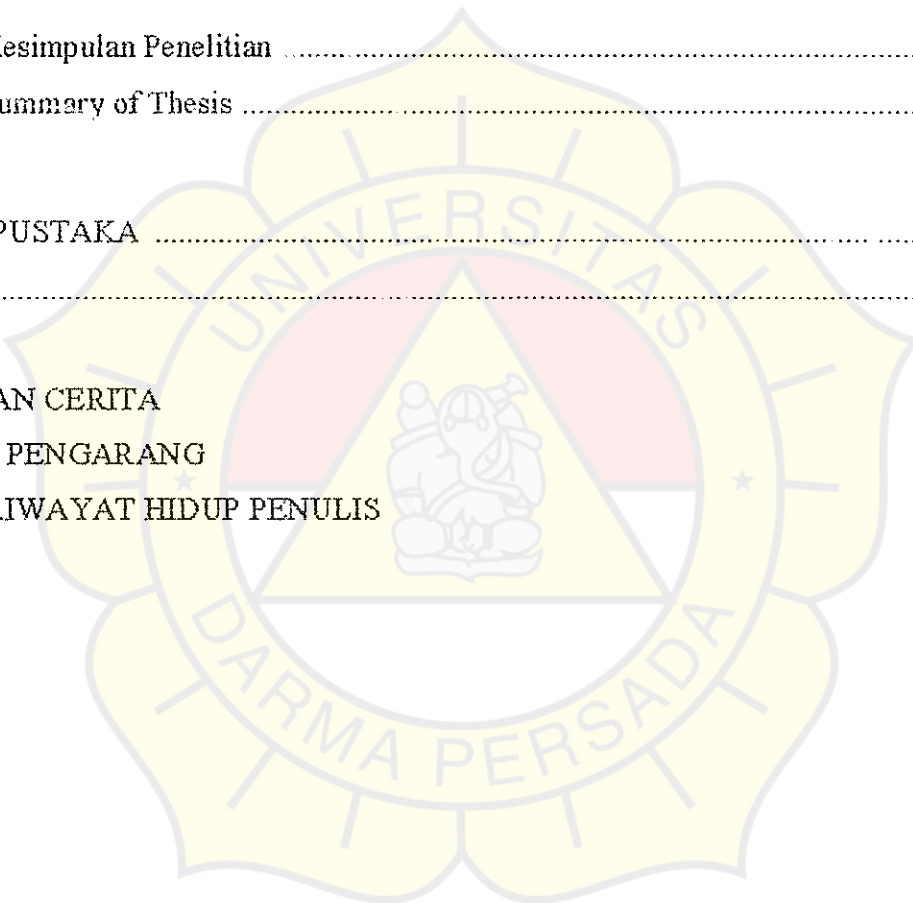 Kesimpulan Penelitian ........................................................
Summary of Thesis ........................................................
PUSTAKA ........................................................
........................................................
AN CERITA
PENGARANG
RIWAYAT HIDUP PENULIS
UNIVERSITAS
DARMA PERSADA